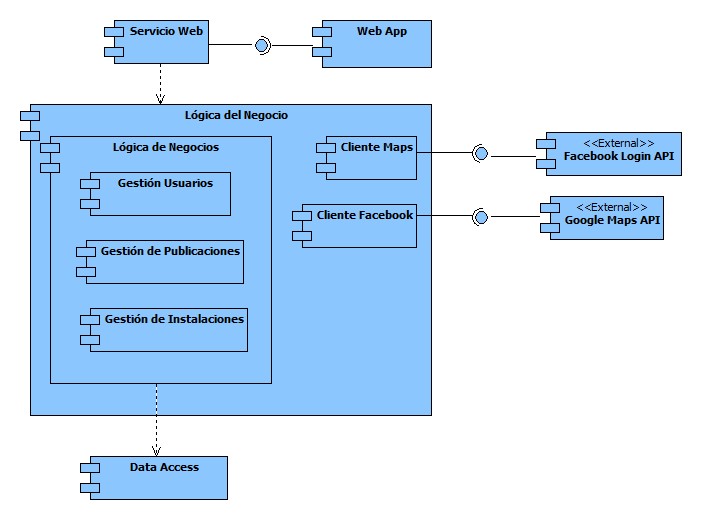 Servicio Web
Web App
Lógica del Negocio
Lógica de Negocios
Cliente Maps
<<External>>
Facebook Login API
Gestión Usuarios
Cliente Facebook
<<External>>
Google Maps API
Gestión de Publicaciones
Gestión de Instalaciones
Data Access